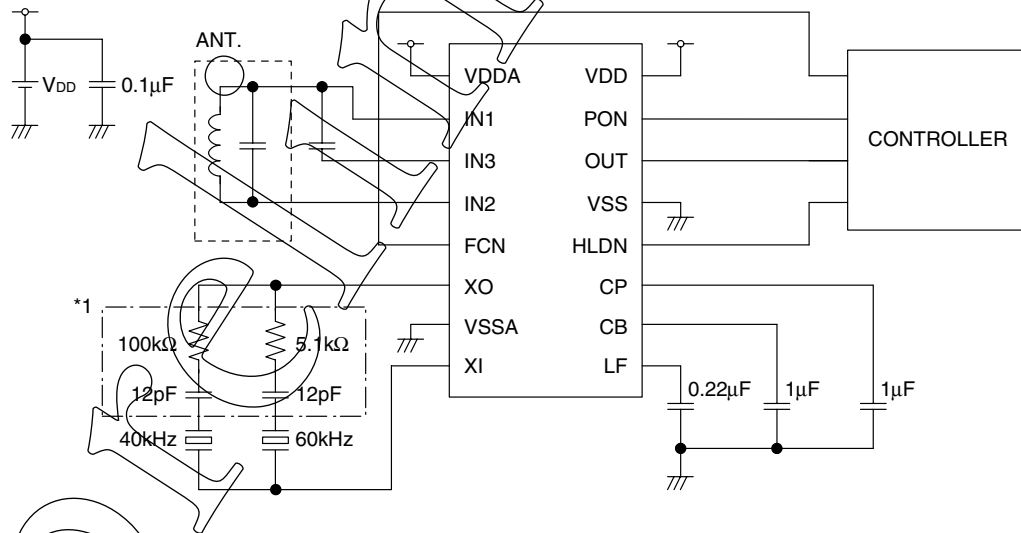 ANT.
VDD 0.1μF
VDDA VDD
IN1 PON
CONTROLLER
IN3 OUT
IN2 VSS
FCN HLDN
XO CP
*1
VSSA CB
100kΩ 5.1kΩ
XI LF
12pF 12pF
0.22μF 1μF 1μF
40kHz 60kHz